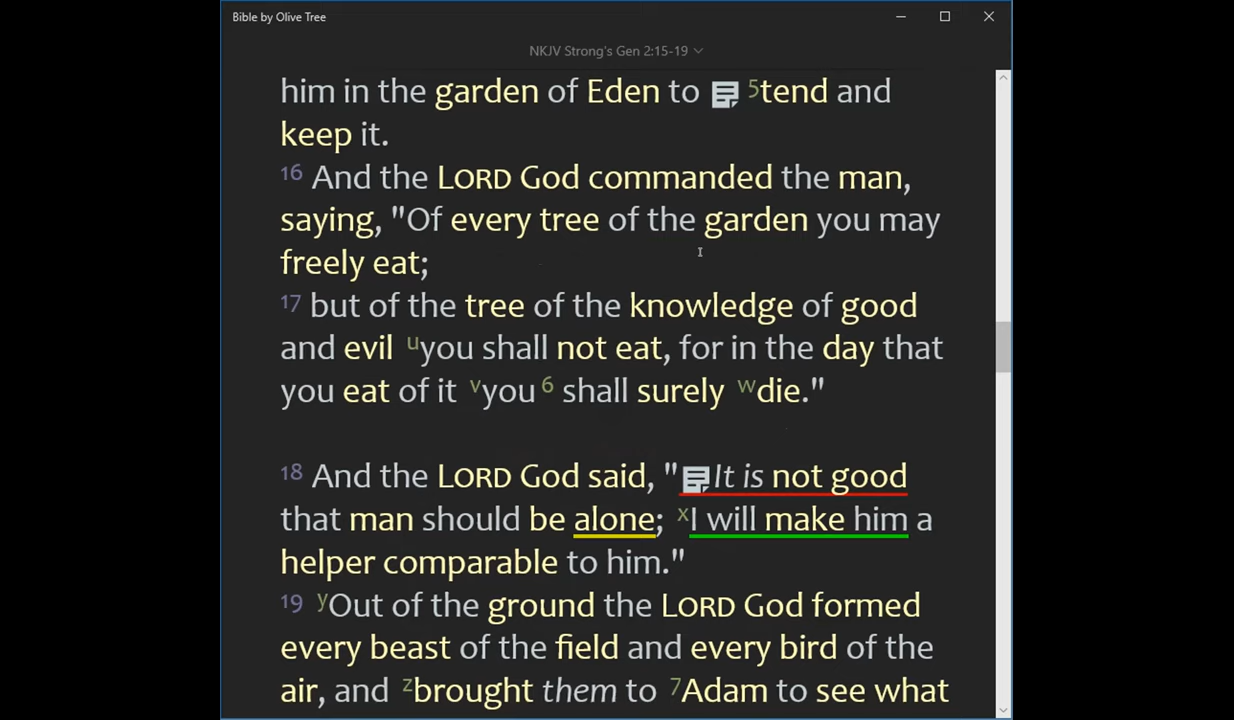 Bible by Olive Tree
NKJV Strong's Gen 2:15-19
him in the garden of Eden to 5tend and
keep it.
16 And the LORD God commanded the man,
saying, "Of every tree of the garden you may
freely eat;
17 but of the tree of the knowledge of good
and evil uyou shall not eat, for in the day that
you eat of it vyou6 shall surely wdie."
18 And the LORD God said, "It is not good
that man should be alone; xI will make him a
helper comparable to him."
19 yOut of the ground the LORD God formed
every beast of the field and every bird of the
air, and zbrought them to 7Adam to see what